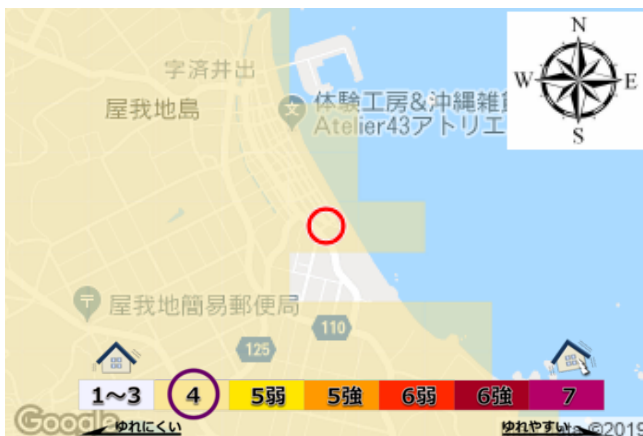 N
W
E
S
字済井出
屋我地島
文
体験工房&沖縄雑貨
Atelier43アトリエ
〒
屋我地簡易郵便局
110
125
1～3
4
5弱
5強
6弱
6強
7
Google
ゆれにくい
ゆれやすい
©2019